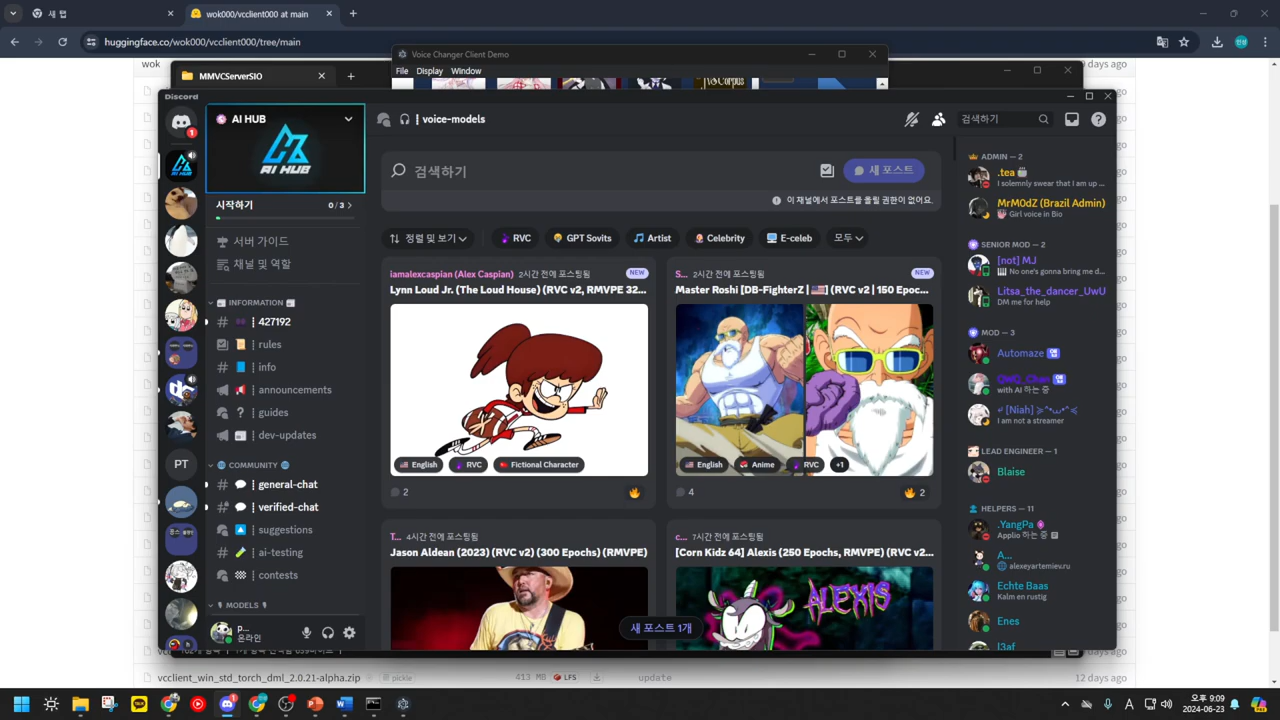 새 탭
wok000/vcclient000 at main
huggingface.co/wok000/vcclient000/tree/main
wok
days ago
Voice Changer Client Demo
File Display Window
MMVCServerSIO
Discord
AI HUB
AI HUB
시작하기 0 / 3
서버 가이드
채널 및 역할
INFORMATION
427192
rules
info
announcements
guides
dev-updates
COMMUNITY
general-chat
verified-chat
suggestions
ai-testing
contests
MODELS
PT
p...
온라인
voice-models
검색하기
검색하기
새 포스트
이 채널에서 포스트를 올릴 권한이 없어요.
정렬 및 보기
RVC
GPT Sovits
Artist
Celebrity
E-celeb
모두
iamalexcaspian (Alex Caspian) 2시간 전에 포스팅됨 NEW
Lynn Loud Jr. (The Loud House) (RVC v2, RMVPE 32...
English RVC Fictional Character
2
S... 2시간 전에 포스팅됨 NEW
Master Roshi [DB-FighterZ | 🇺🇸] (RVC v2 | 150 Epoc...
English Anime RVC +1
4
2
T... 4시간 전에 포스팅됨
Jason Aldean (2023) (RVC v2) (300 Epochs) (RMVPE)
c... 7시간 전에 포스팅됨
[Corn Kidz 64] Alexis (250 Epochs, RMVPE) (RVC v2...
ALEXIS
새 포스트 1개
ADMIN — 2
.tea
I solemnly swear that I am up ...
MrM0dZ (Brazil Admin)
Girl voice in Bio
SENIOR MOD — 2
[not] MJ
No one's gonna bring me d...
Litsa_the_dancer_UwU
DM me for help
MOD — 3
Automaze
with AI 하는 중
[Niah]
I am not a streamer
LEAD ENGINEER — 1
Blaise
HELPERS — 11
.YangPa
Applio 하는 중
A...
alexeyartemiev.ru
Echte Baas
Kalm en rustig
Enes
l3af
vcclient_win_std_torch_dml_2.0.21-alpha.zip
pickle
413 MB
LFS
update
12 days ago
A
오후 9:09
2024-06-23